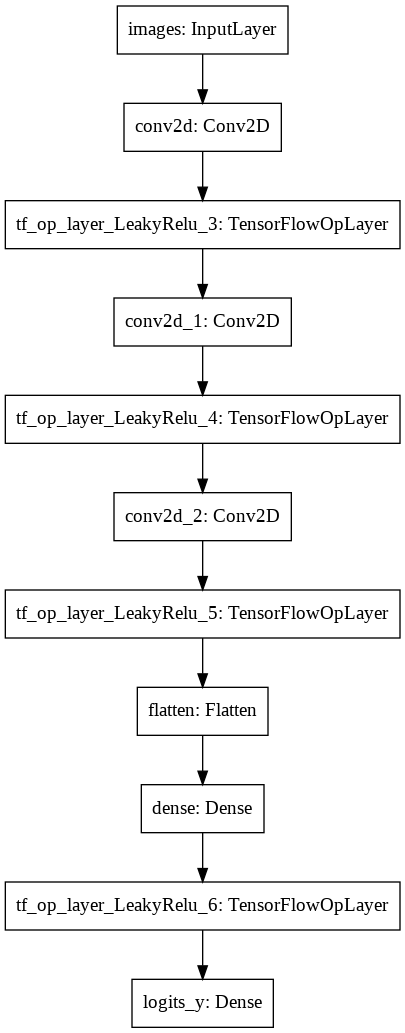 images: InputLayer
conv2d: Conv2D
tf_op_layer_LeakyRelu_3: TensorFlowOpLayer
conv2d_1: Conv2D
tf_op_layer_LeakyRelu_4: TensorFlowOpLayer
conv2d_2: Conv2D
tf_op_layer_LeakyRelu_5: TensorFlowOpLayer
flatten: Flatten
dense: Dense
tf_op_layer_LeakyRelu_6: TensorFlowOpLayer
logits_y: Dense